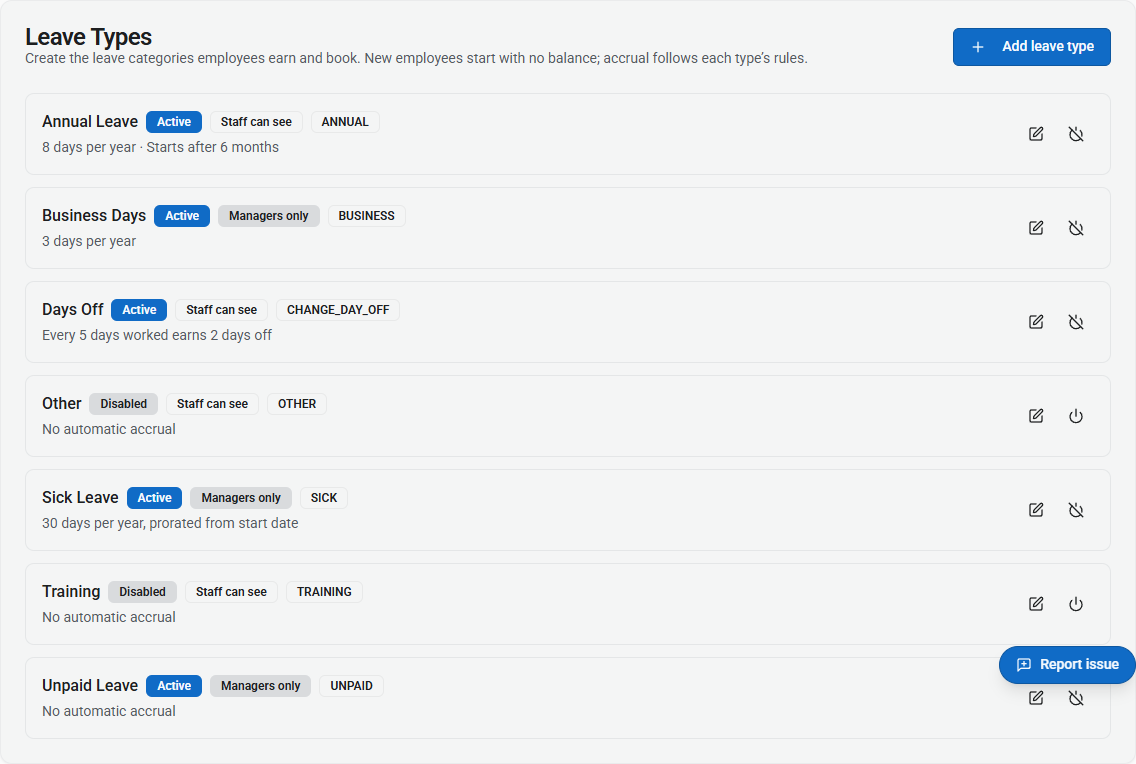 Leave Types
Create the leave categories employees earn and book. New employees start with no balance; accrual follows each type's rules.
Add leave type
Annual Leave Active Staff can see ANNUAL
8 days per year · Starts after 6 months
Business Days Active Managers only BUSINESS
3 days per year
Days Off Active Staff can see CHANGE_DAY_OFF
Every 5 days worked earns 2 days off
Other Disabled Staff can see OTHER
No automatic accrual
Sick Leave Active Managers only SICK
30 days per year, prorated from start date
Training Disabled Staff can see TRAINING
No automatic accrual
Report issue
Unpaid Leave Active Managers only UNPAID
No automatic accrual